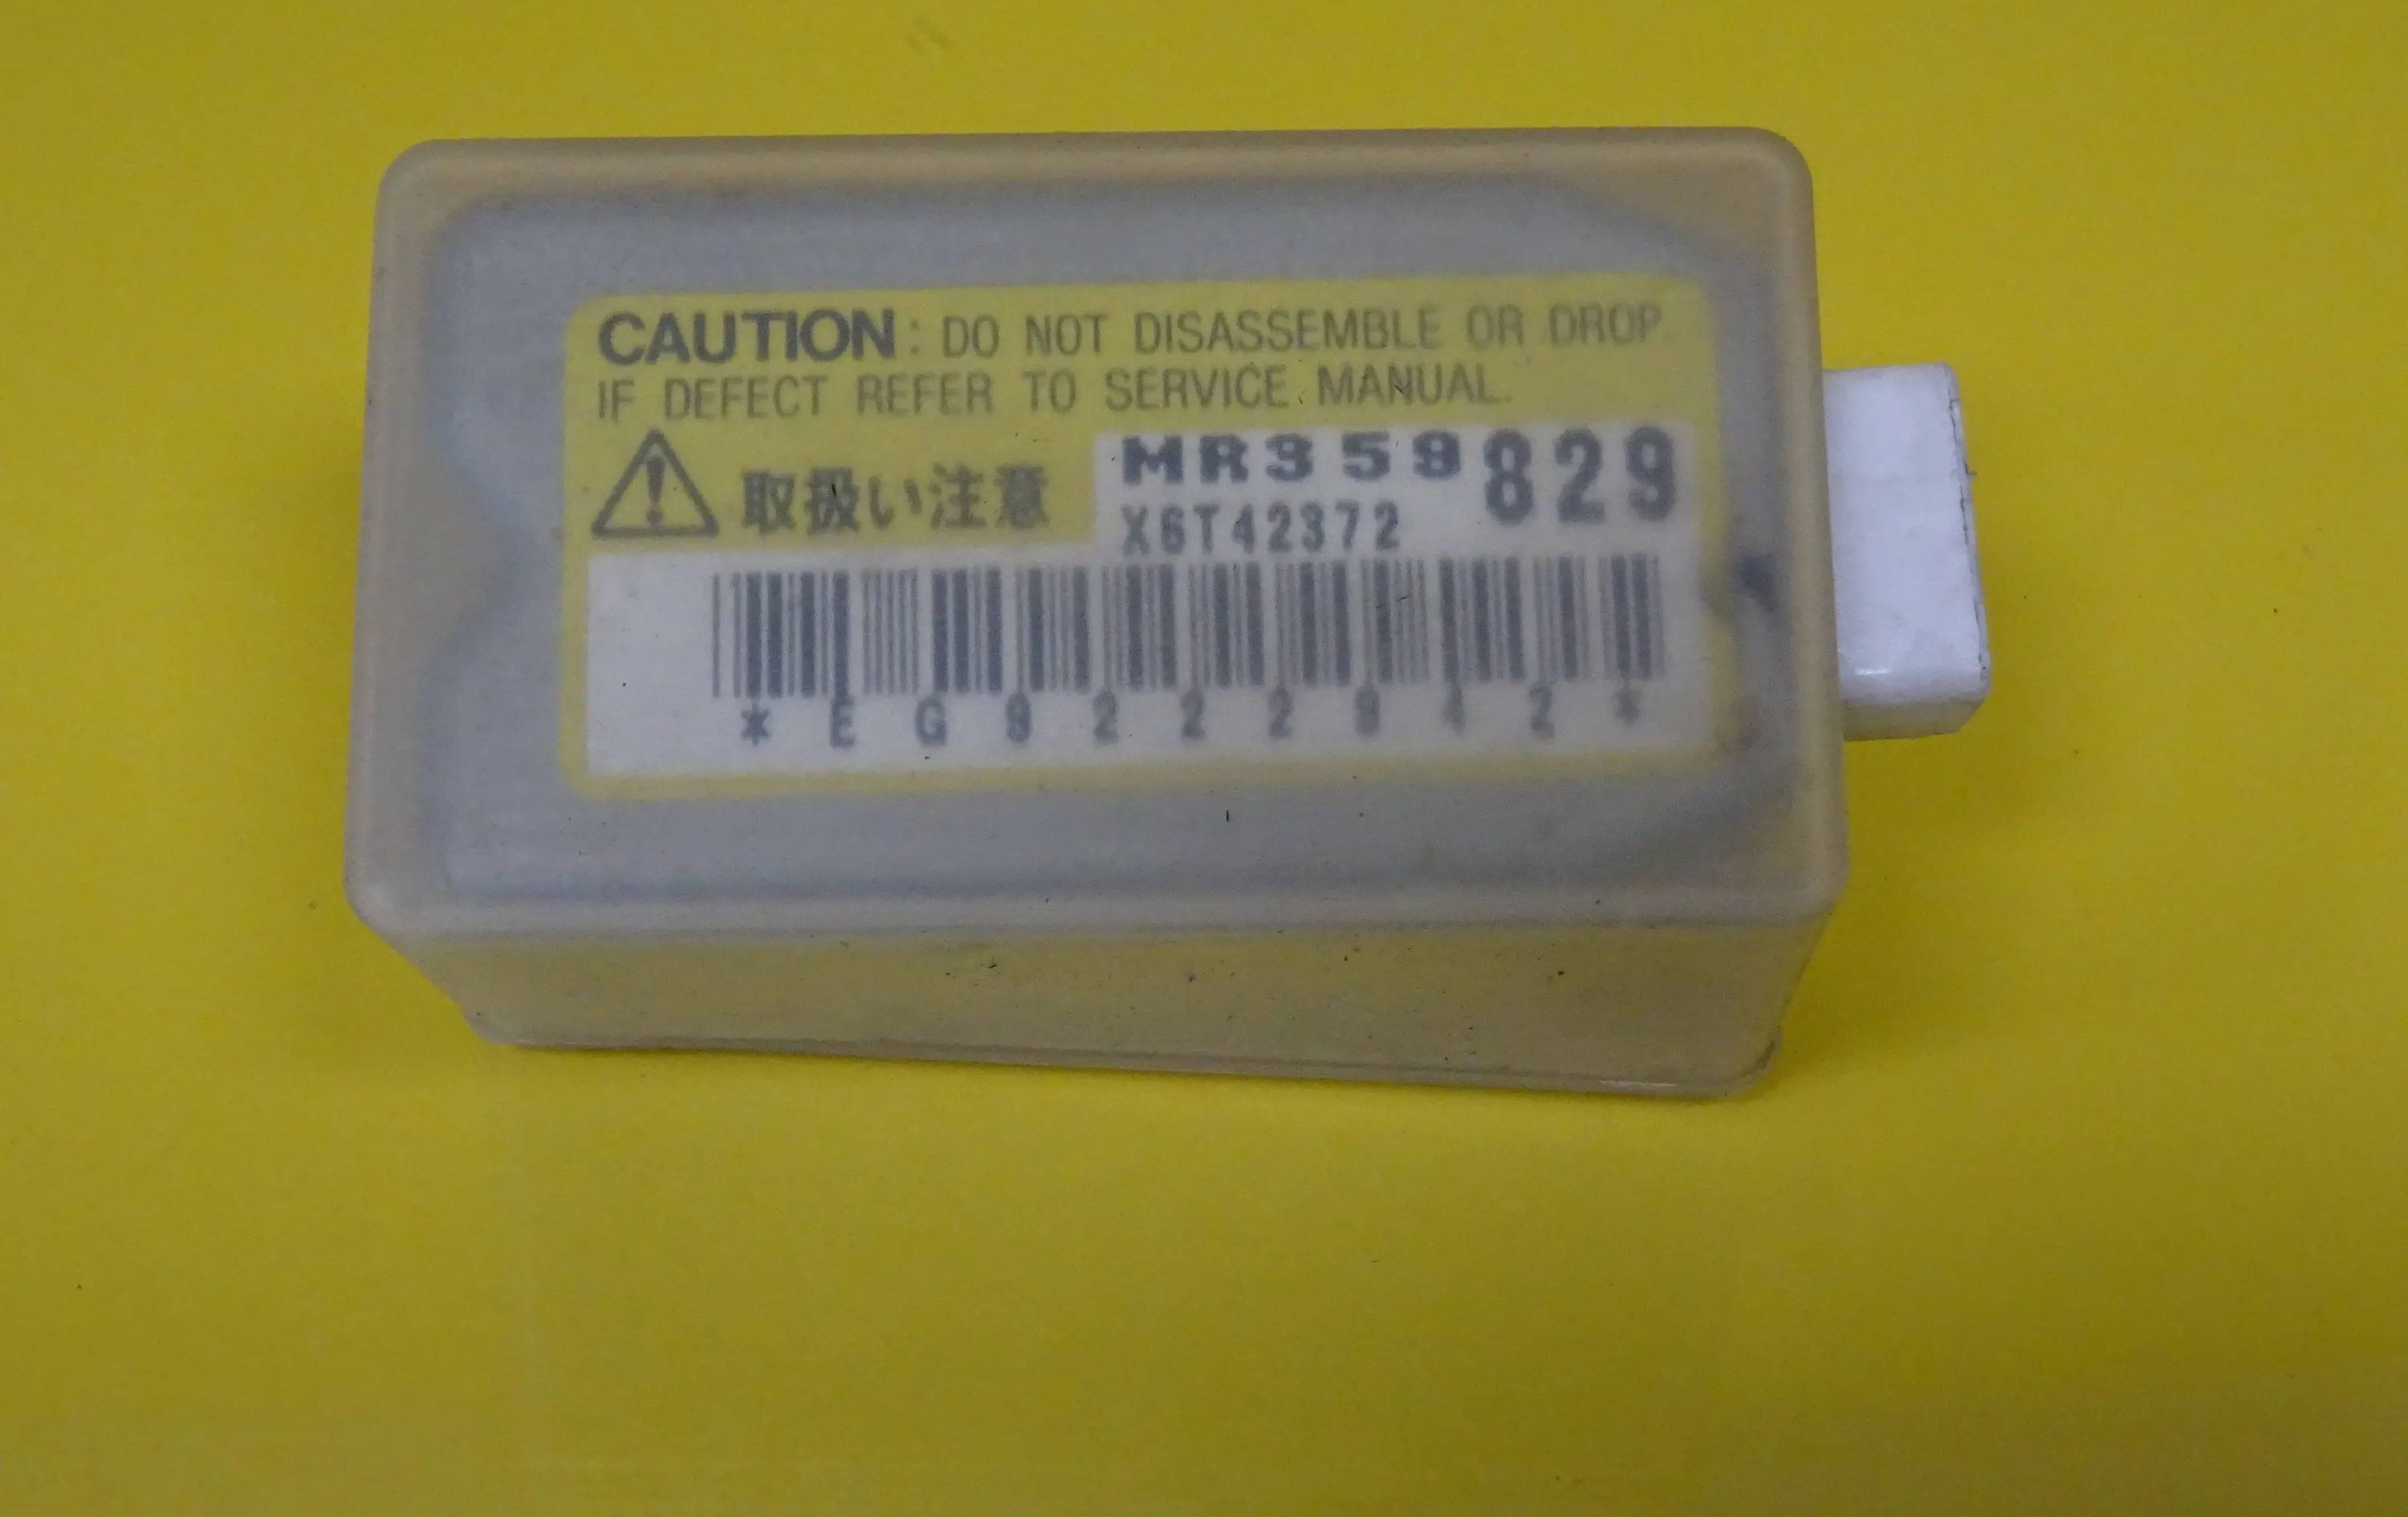 CAUTION: DO NOT DISASSEMBLE OR DROP.
IF DEFECT REFER TO SERVICE MANUAL.
取扱い注意
MR359829
X6T42372
*EG9222942*